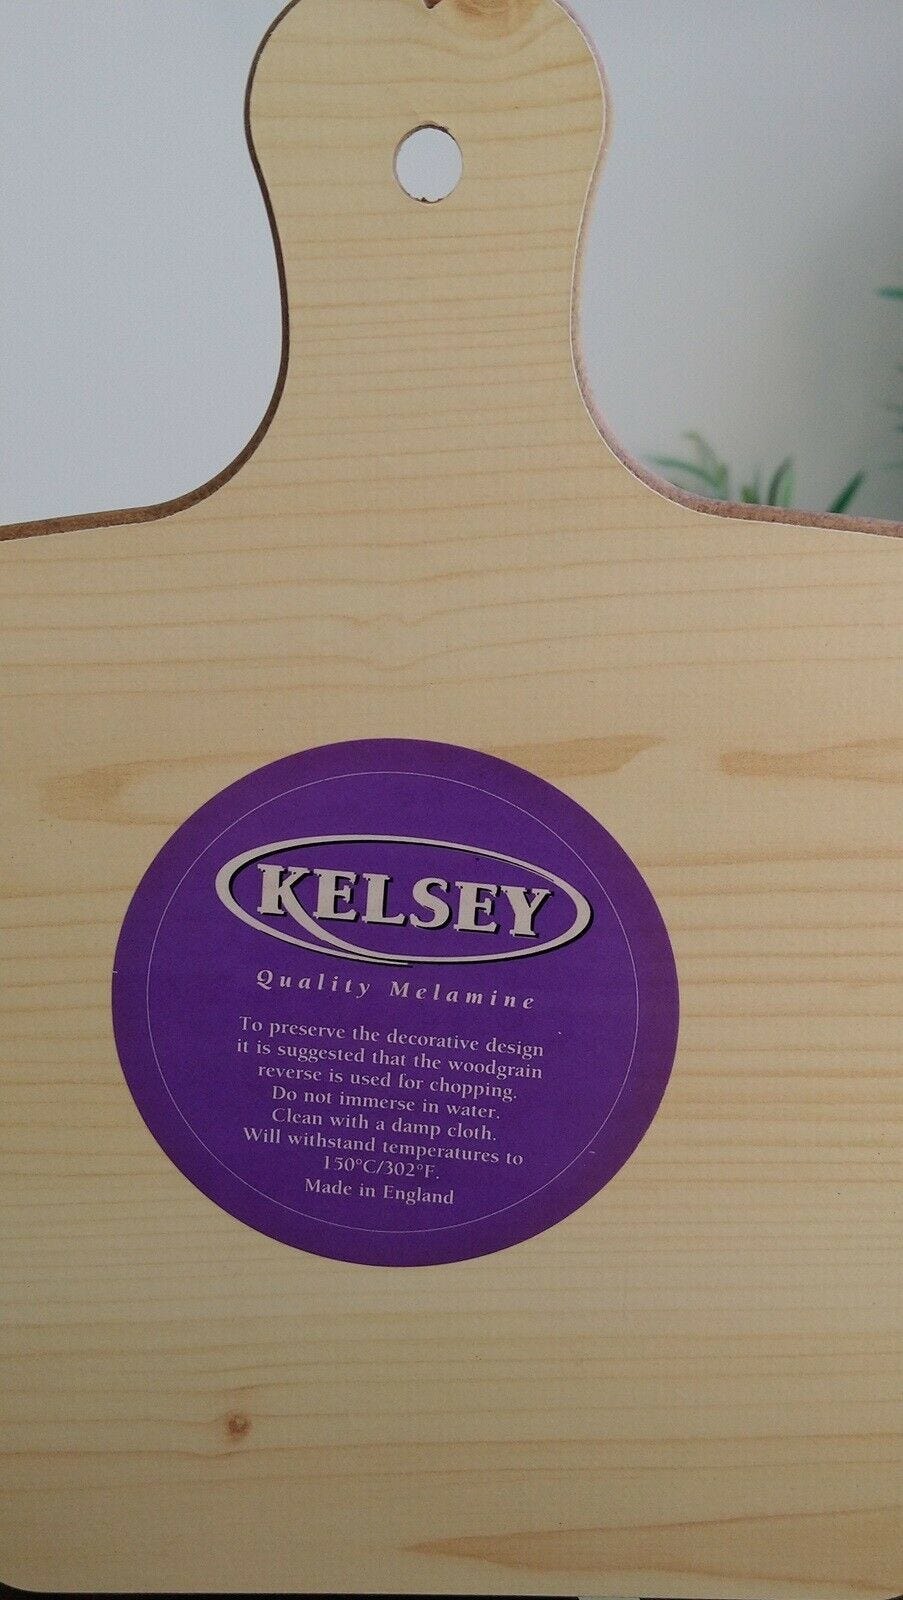 KELSEY
Quality Melamine
To preserve the decorative design
it is suggested that the woodgrain
reverse is used for chopping.
Do not immerse in water.
Clean with a damp cloth.
Will withstand temperatures to
150°C/302°F.
Made in England